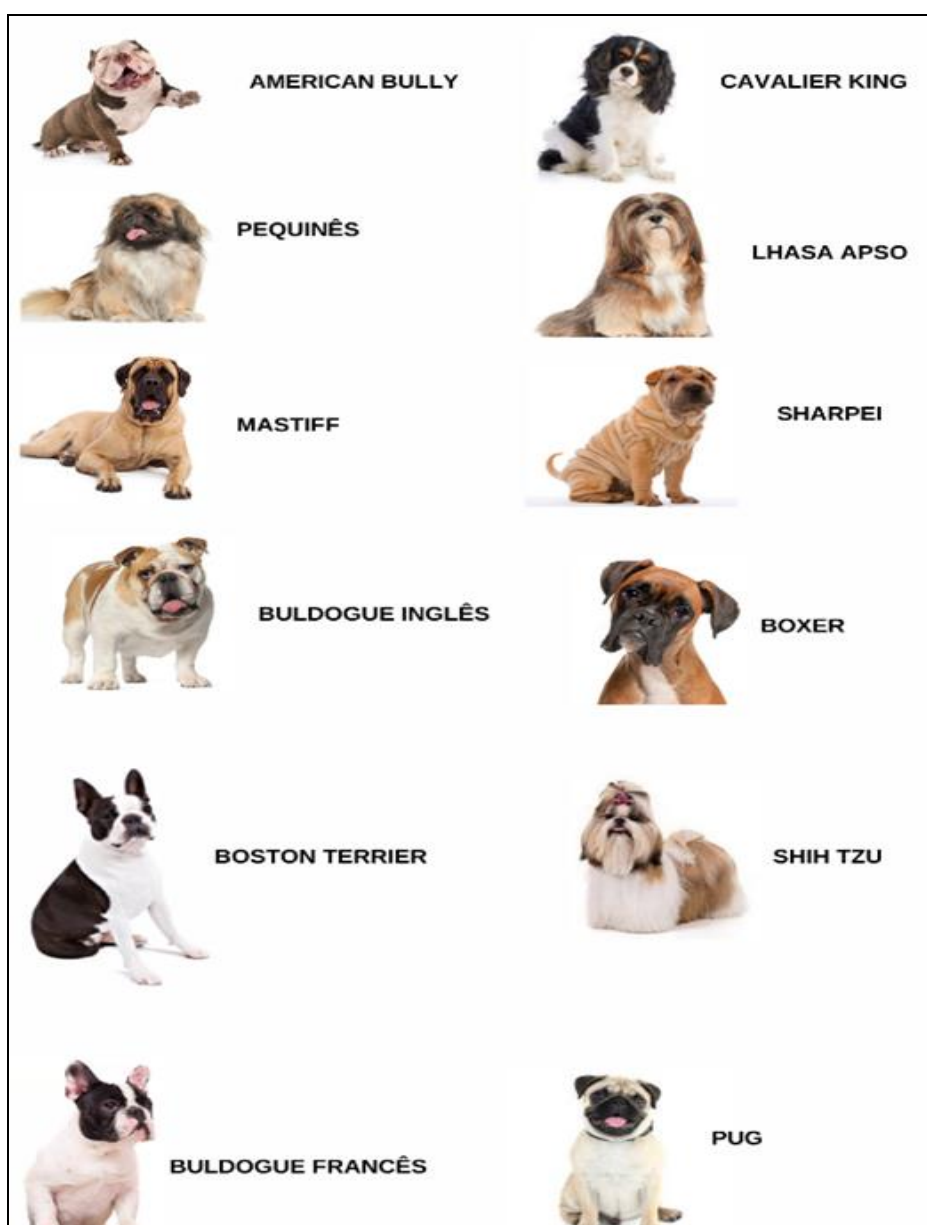 AMERICAN BULLY
CAVALIER KING
PEQUINÊS
LHASA APSO
MASTIFF
SHARPEI
BULDOGUE INGLÊS
BOXER
BOSTON TERRIER
SHIH TZU
BULDOGUE FRANCÊS
PUG